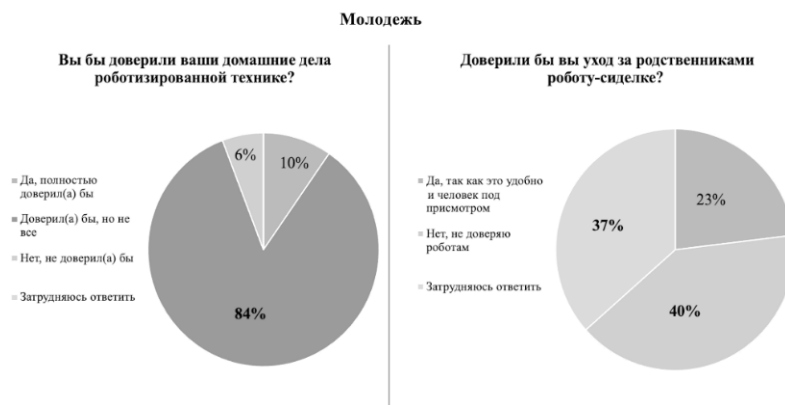 Молодежь
Вы бы доверили ваши домашние дела
роботизированной технике?
Да, полностью
доверил(а) бы
Доверил(а) бы, но не
все
Нет, не доверил(а) бы
Затрудняюсь ответить
6%
10%
84%
Доверили бы вы уход за родственниками
роботу-сиделке?
Да, так как это удобно
и человек под
присмотром
Нет, не доверяю
роботам
Затрудняюсь ответить
23%
37%
40%